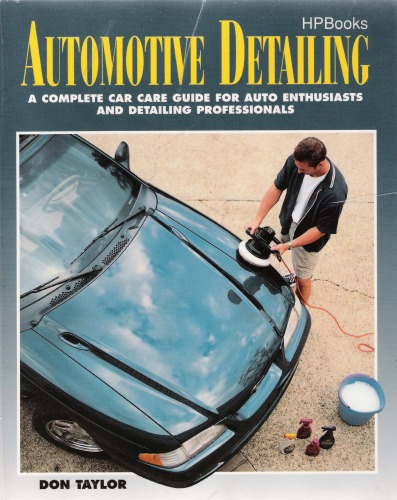 HPBooks
AUTOMOTIVE DETAILING
A COMPLETE CAR CARE GUIDE FOR AUTO ENTHUSIASTS
AND DETAILING PROFESSIONALS
DON TAYLOR